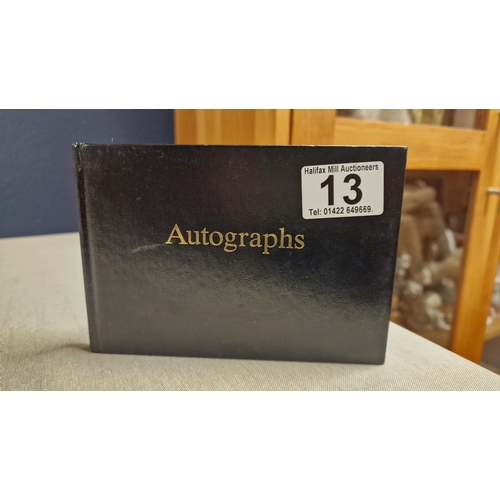 Halifax Mill Auctioneers
13
Tel: 01422 649669.
Autographs